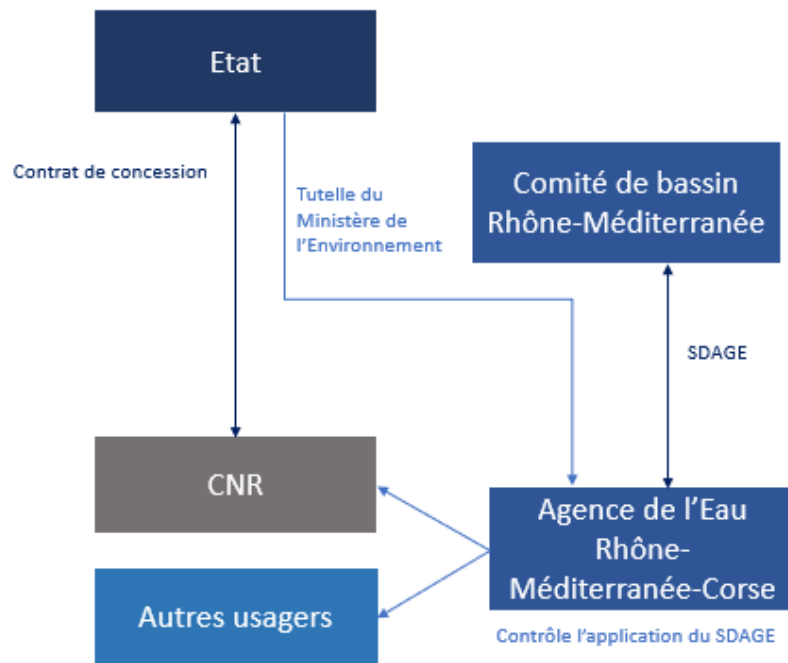 Etat
Contrat de concession
Tutelle du
Ministère de
l'Environnement
Comité de bassin
Rhône-Méditerranée
SDAGE
CNR
Agence de l'Eau
Rhône-
Méditerranée-Corse
Autres usagers
Contrôle l'application du SDAGE